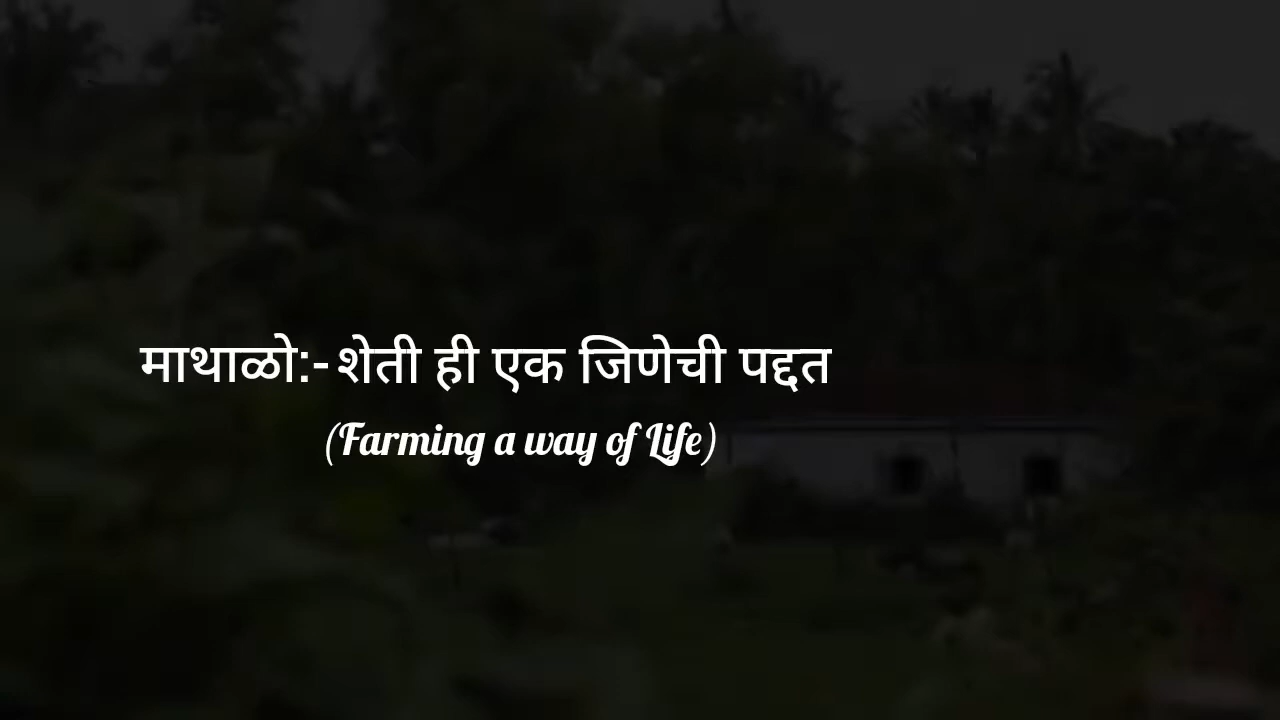 माथाळो:- शेती ही एक जिणेची पद्दत
(Farming a way of Life)